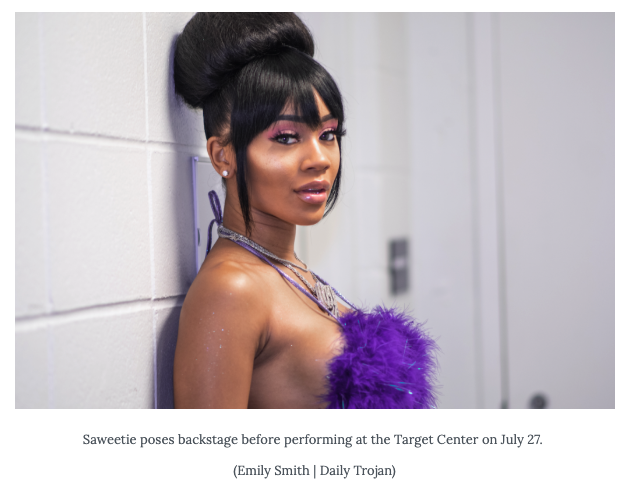 Saweetie poses backstage before performing at the Target Center on July 27.
(Emily Smith | Daily Trojan)